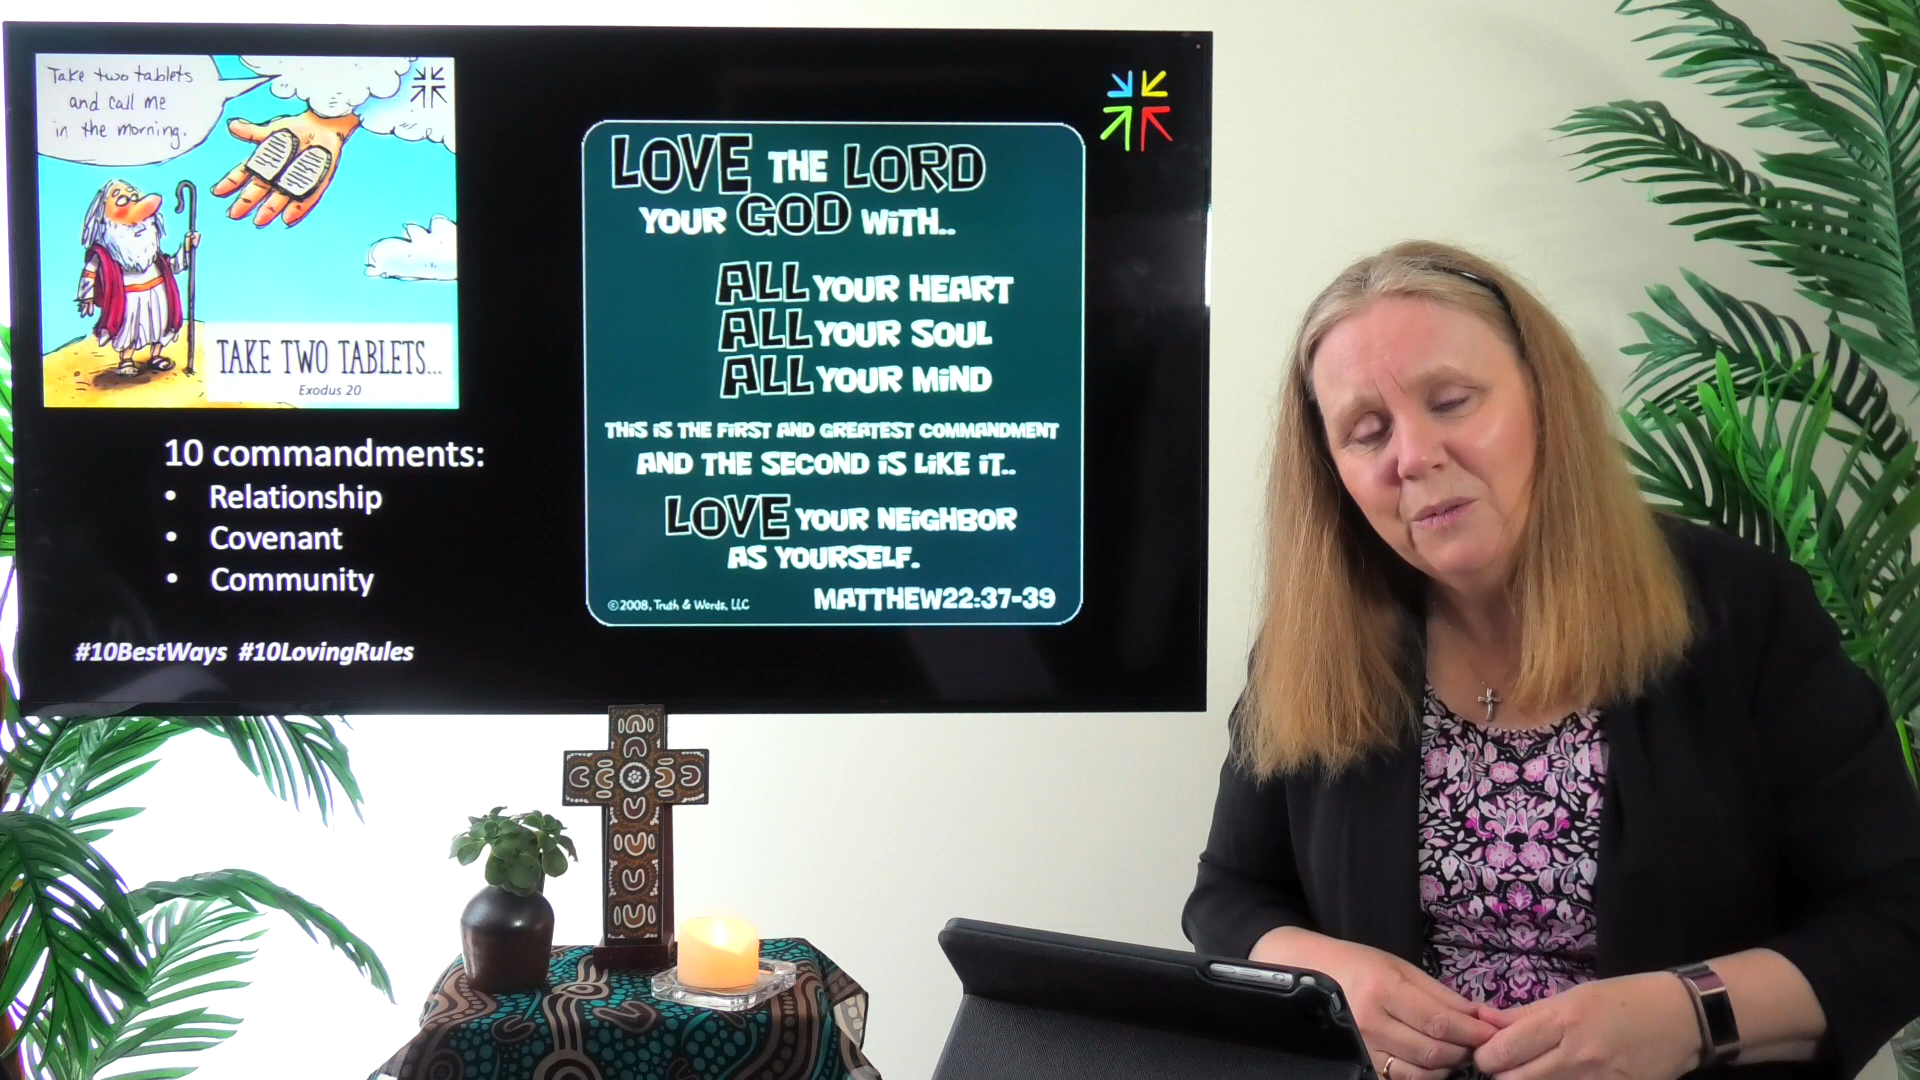 Take two tablets
and call me
in the morning.
TAKE TWO TABLETS...
Exodus 20
10 commandments:
• Relationship
• Covenant
• Community
#10BestWays #10LovingRules
LOVE THE LORD
YOUR GOD WiTH..
ALL YOUR HEART
ALL YOUR SOUL
ALL YOUR MiND
THiS iS THE FiRST AND GREATEST COMMANDMENT
AND THE SECOND iS LiKE iT..
LOVE YOUR NEiGHBOR
AS YOURSELF.
©2008, Truth & Words, LLC
MATTHEW22:37-39